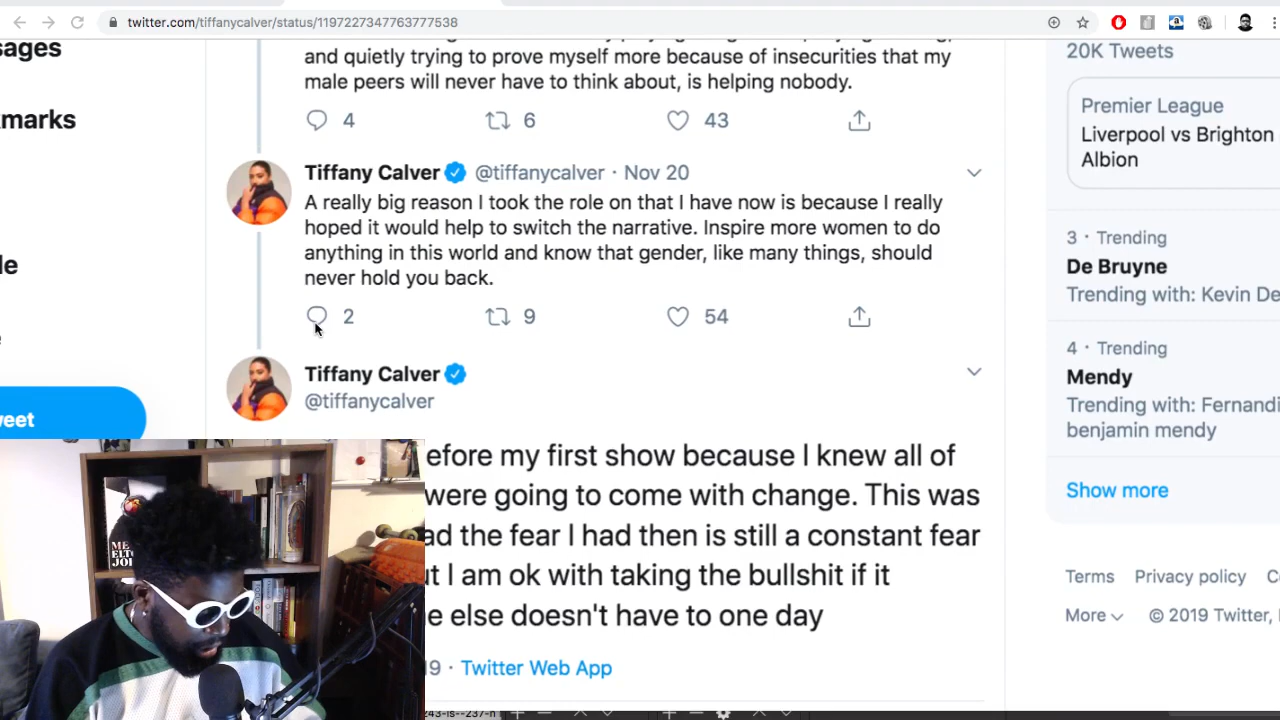 twitter.com/tiffanycalver/status/1197227347763777538
sages
marks
le
weet
and quietly trying to prove myself more because of insecurities that my
male peers will never have to think about, is helping nobody.
4 6 43
Tiffany Calver @tiffanycalver · Nov 20
A really big reason I took the role on that I have now is because I really
hoped it would help to switch the narrative. Inspire more women to do
anything in this world and know that gender, like many things, should
never hold you back.
2 9 54
Tiffany Calver
@tiffanycalver
efore my first show because I knew all of
were going to come with change. This was
ad the fear I had then is still a constant fear
ut I am ok with taking the bullshit if it
e else doesn't have to one day
19 · Twitter Web App
20K Tweets
Premier League
Liverpool vs Brighton
Albion
3 · Trending
De Bruyne
Trending with: Kevin De
4 · Trending
Mendy
Trending with: Fernandi
benjamin mendy
Show more
Terms Privacy policy C
More © 2019 Twitter,
ME
ELTO
JO